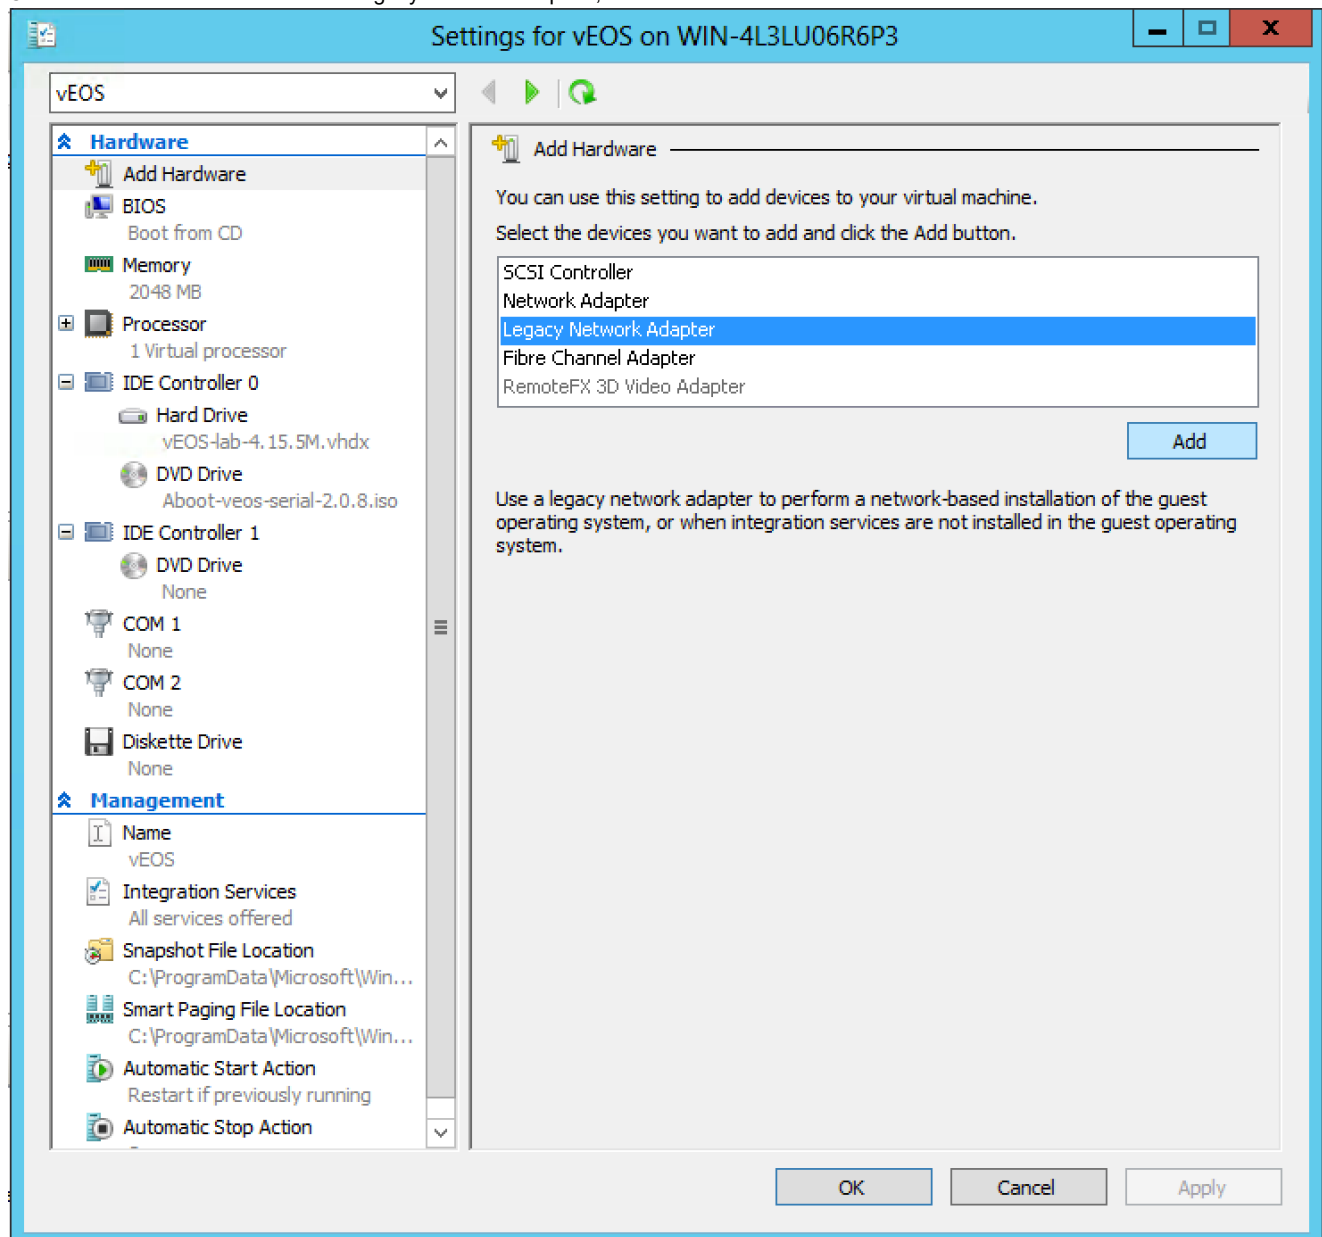 Settings for vEOS on WIN-4L3LU06R6P3
vEOS
Hardware
Add Hardware
BIOS
Boot from CD
Memory
2048 MB
Processor
1 Virtual processor
IDE Controller 0
Hard Drive
vEOS-lab-4.15.5M.vhdx
DVD Drive
Aboot-veos-serial-2.0.8.iso
IDE Controller 1
DVD Drive
None
COM 1
None
COM 2
None
Diskette Drive
None
Management
Name
vEOS
Integration Services
All services offered
Snapshot File Location
C:\ProgramData\Microsoft\Win...
Smart Paging File Location
C:\ProgramData\Microsoft\Win...
Automatic Start Action
Restart if previously running
Automatic Stop Action
Add Hardware
You can use this setting to add devices to your virtual machine.
Select the devices you want to add and click the Add button.
SCSI Controller
Network Adapter
Legacy Network Adapter
Fibre Channel Adapter
RemoteFX 3D Video Adapter
Add
Use a legacy network adapter to perform a network-based installation of the guest
operating system, or when integration services are not installed in the guest operating
system.
OK
Cancel
Apply